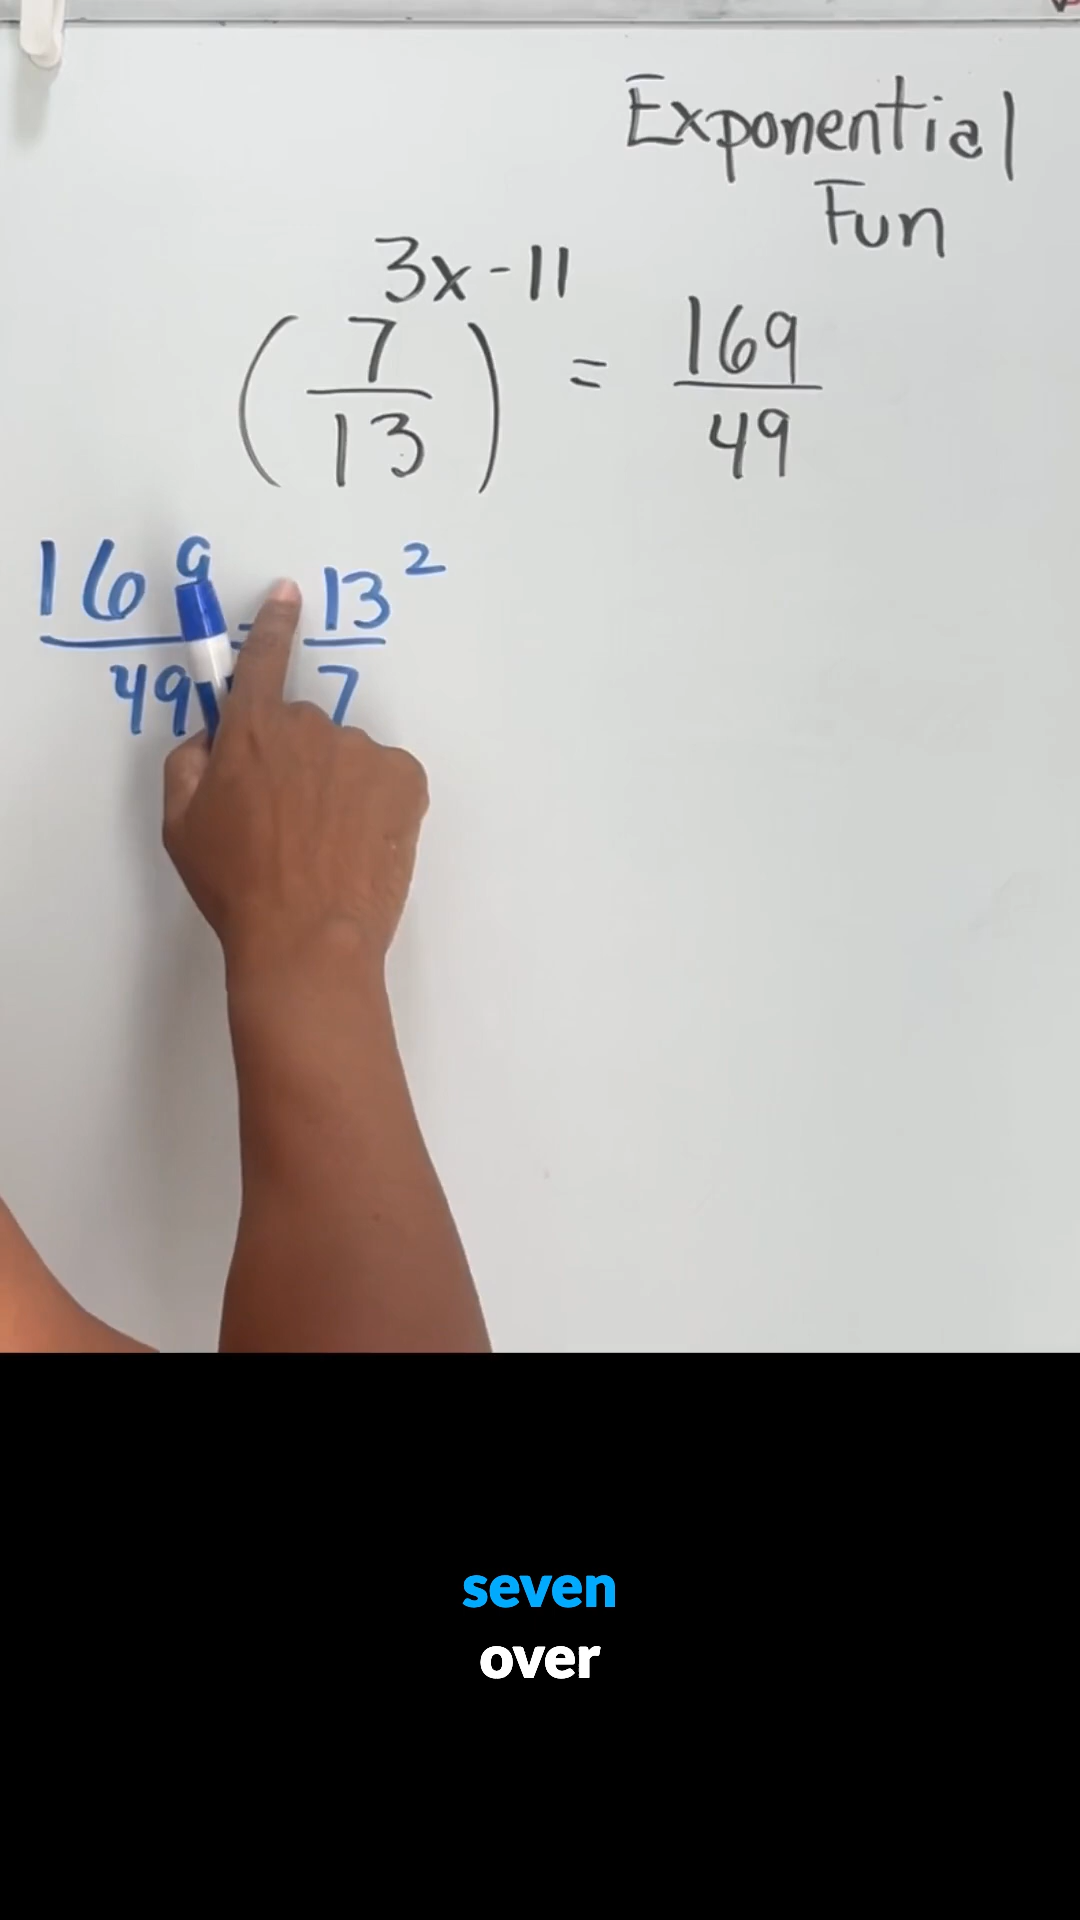 Exponential
Fun
3x-11
( 7 / 13 ) = 169 / 49
169 / 49 = 13² / 7
seven
over